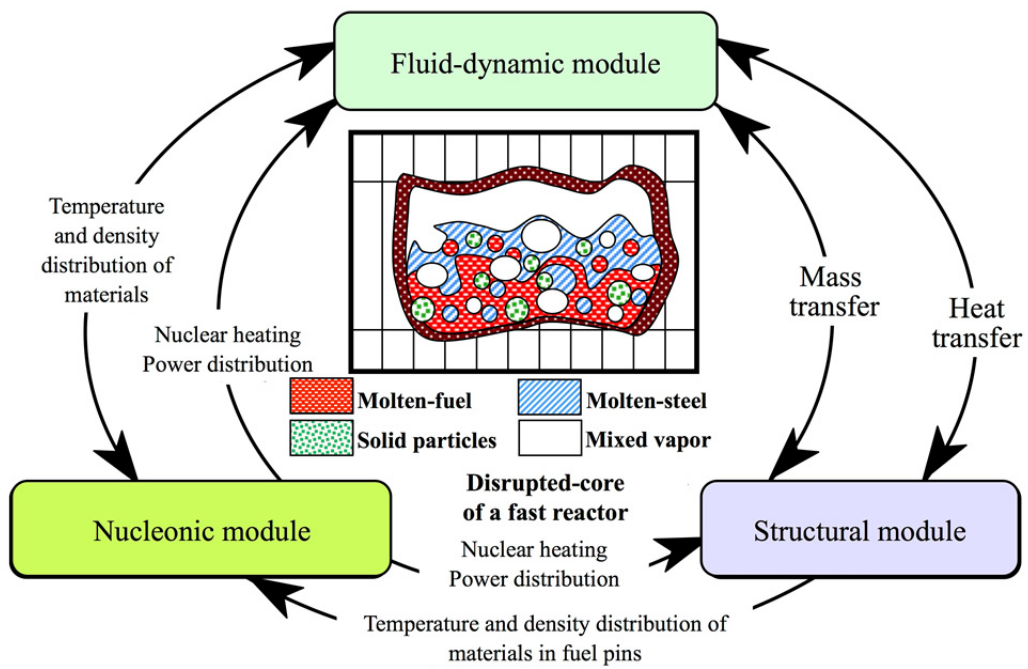 Fluid-dynamic module
Temperature
and density
distribution of
materials
Nuclear heating
Power distribution
Mass
transfer
Heat
transfer
Molten-fuel
Molten-steel
Solid particles
Mixed vapor
Disrupted-core
of a fast reactor
Nucleonic module
Structural module
Nuclear heating
Power distribution
Temperature and density distribution of
materials in fuel pins